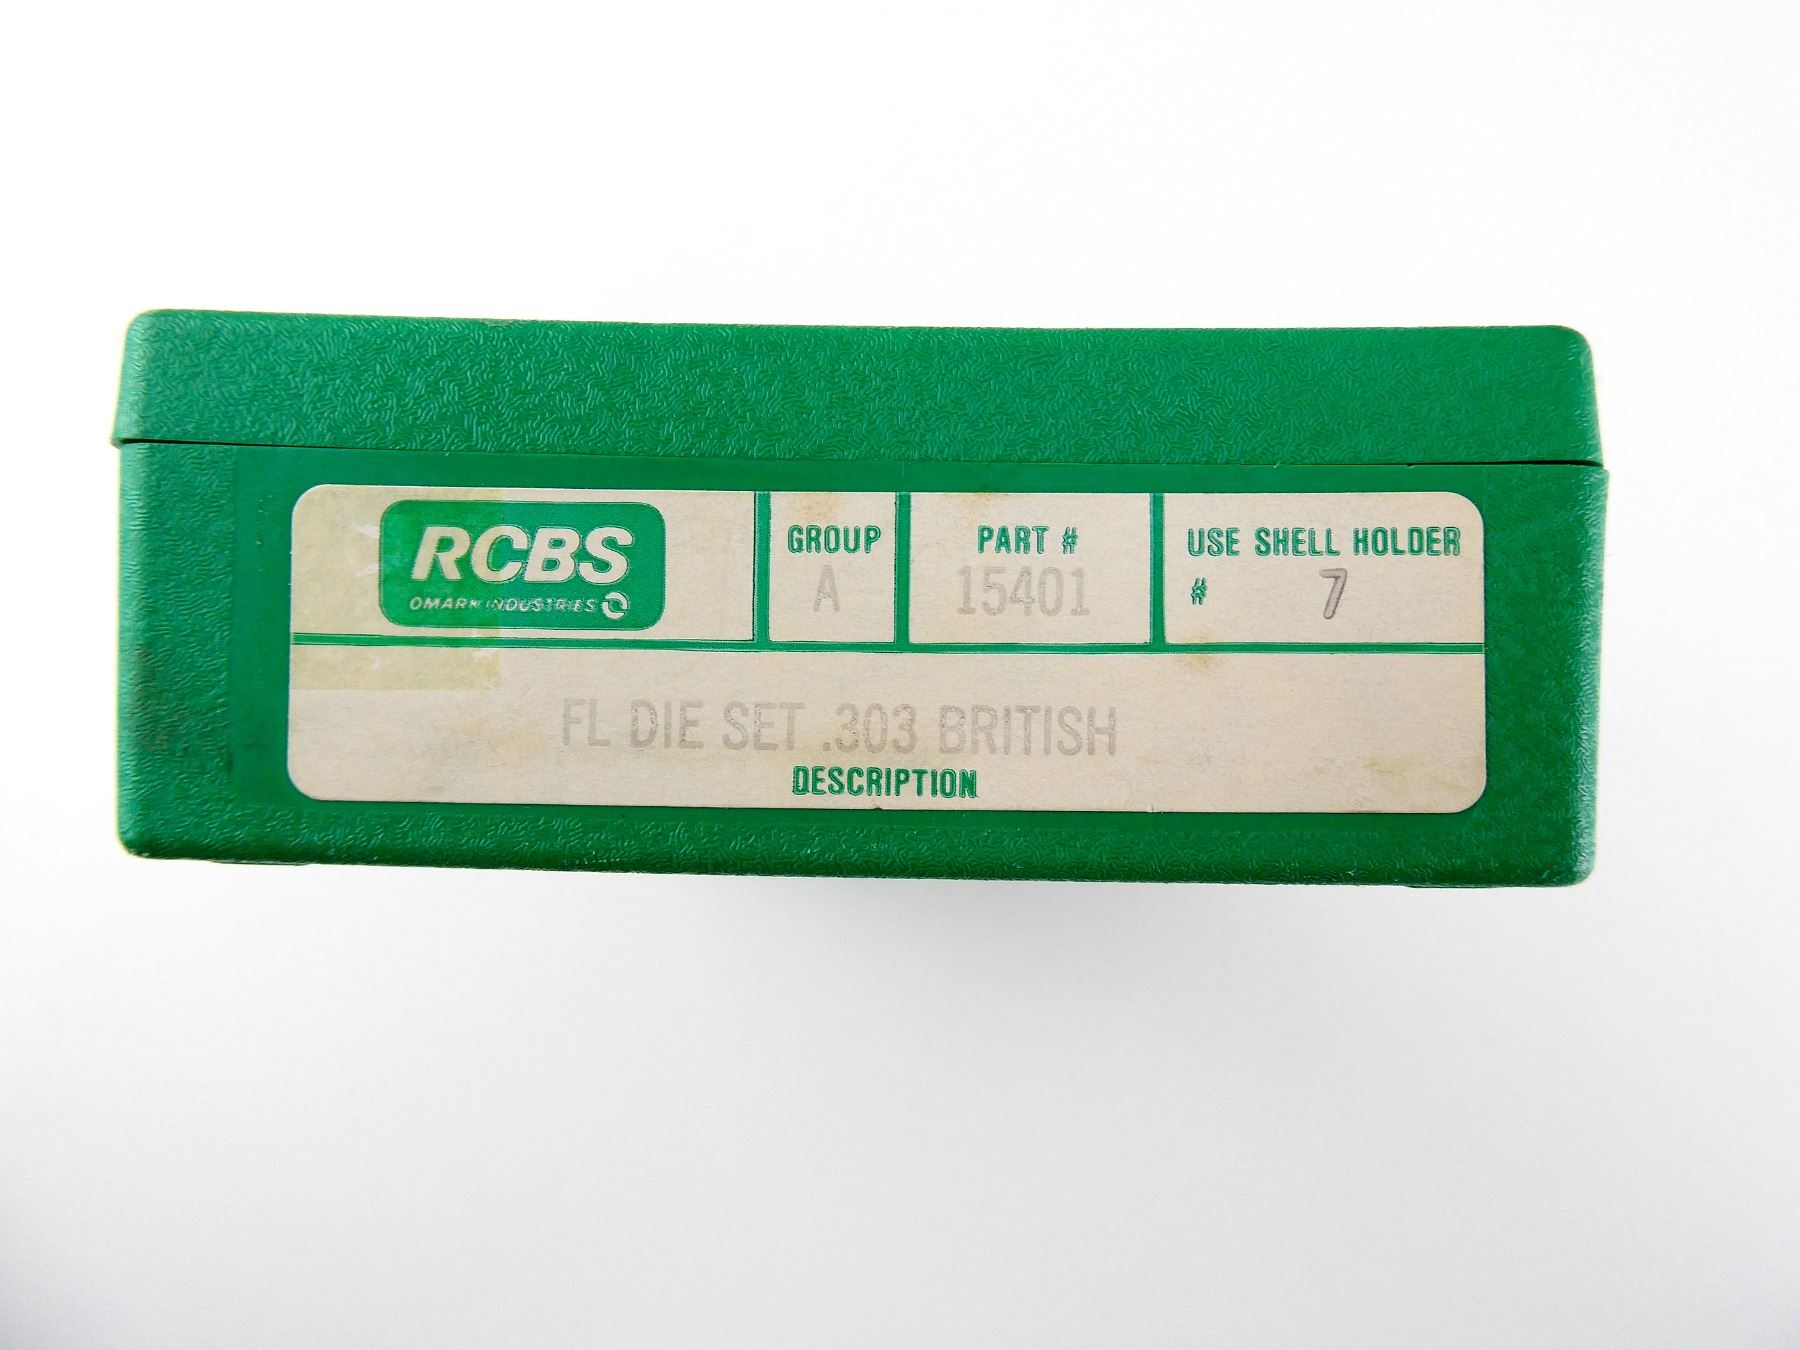 RCBS
OMARK INDUSTRIES
GROUP
A
PART #
15401
USE SHELL HOLDER
# 7
FL DIE SET .303 BRITISH
DESCRIPTION